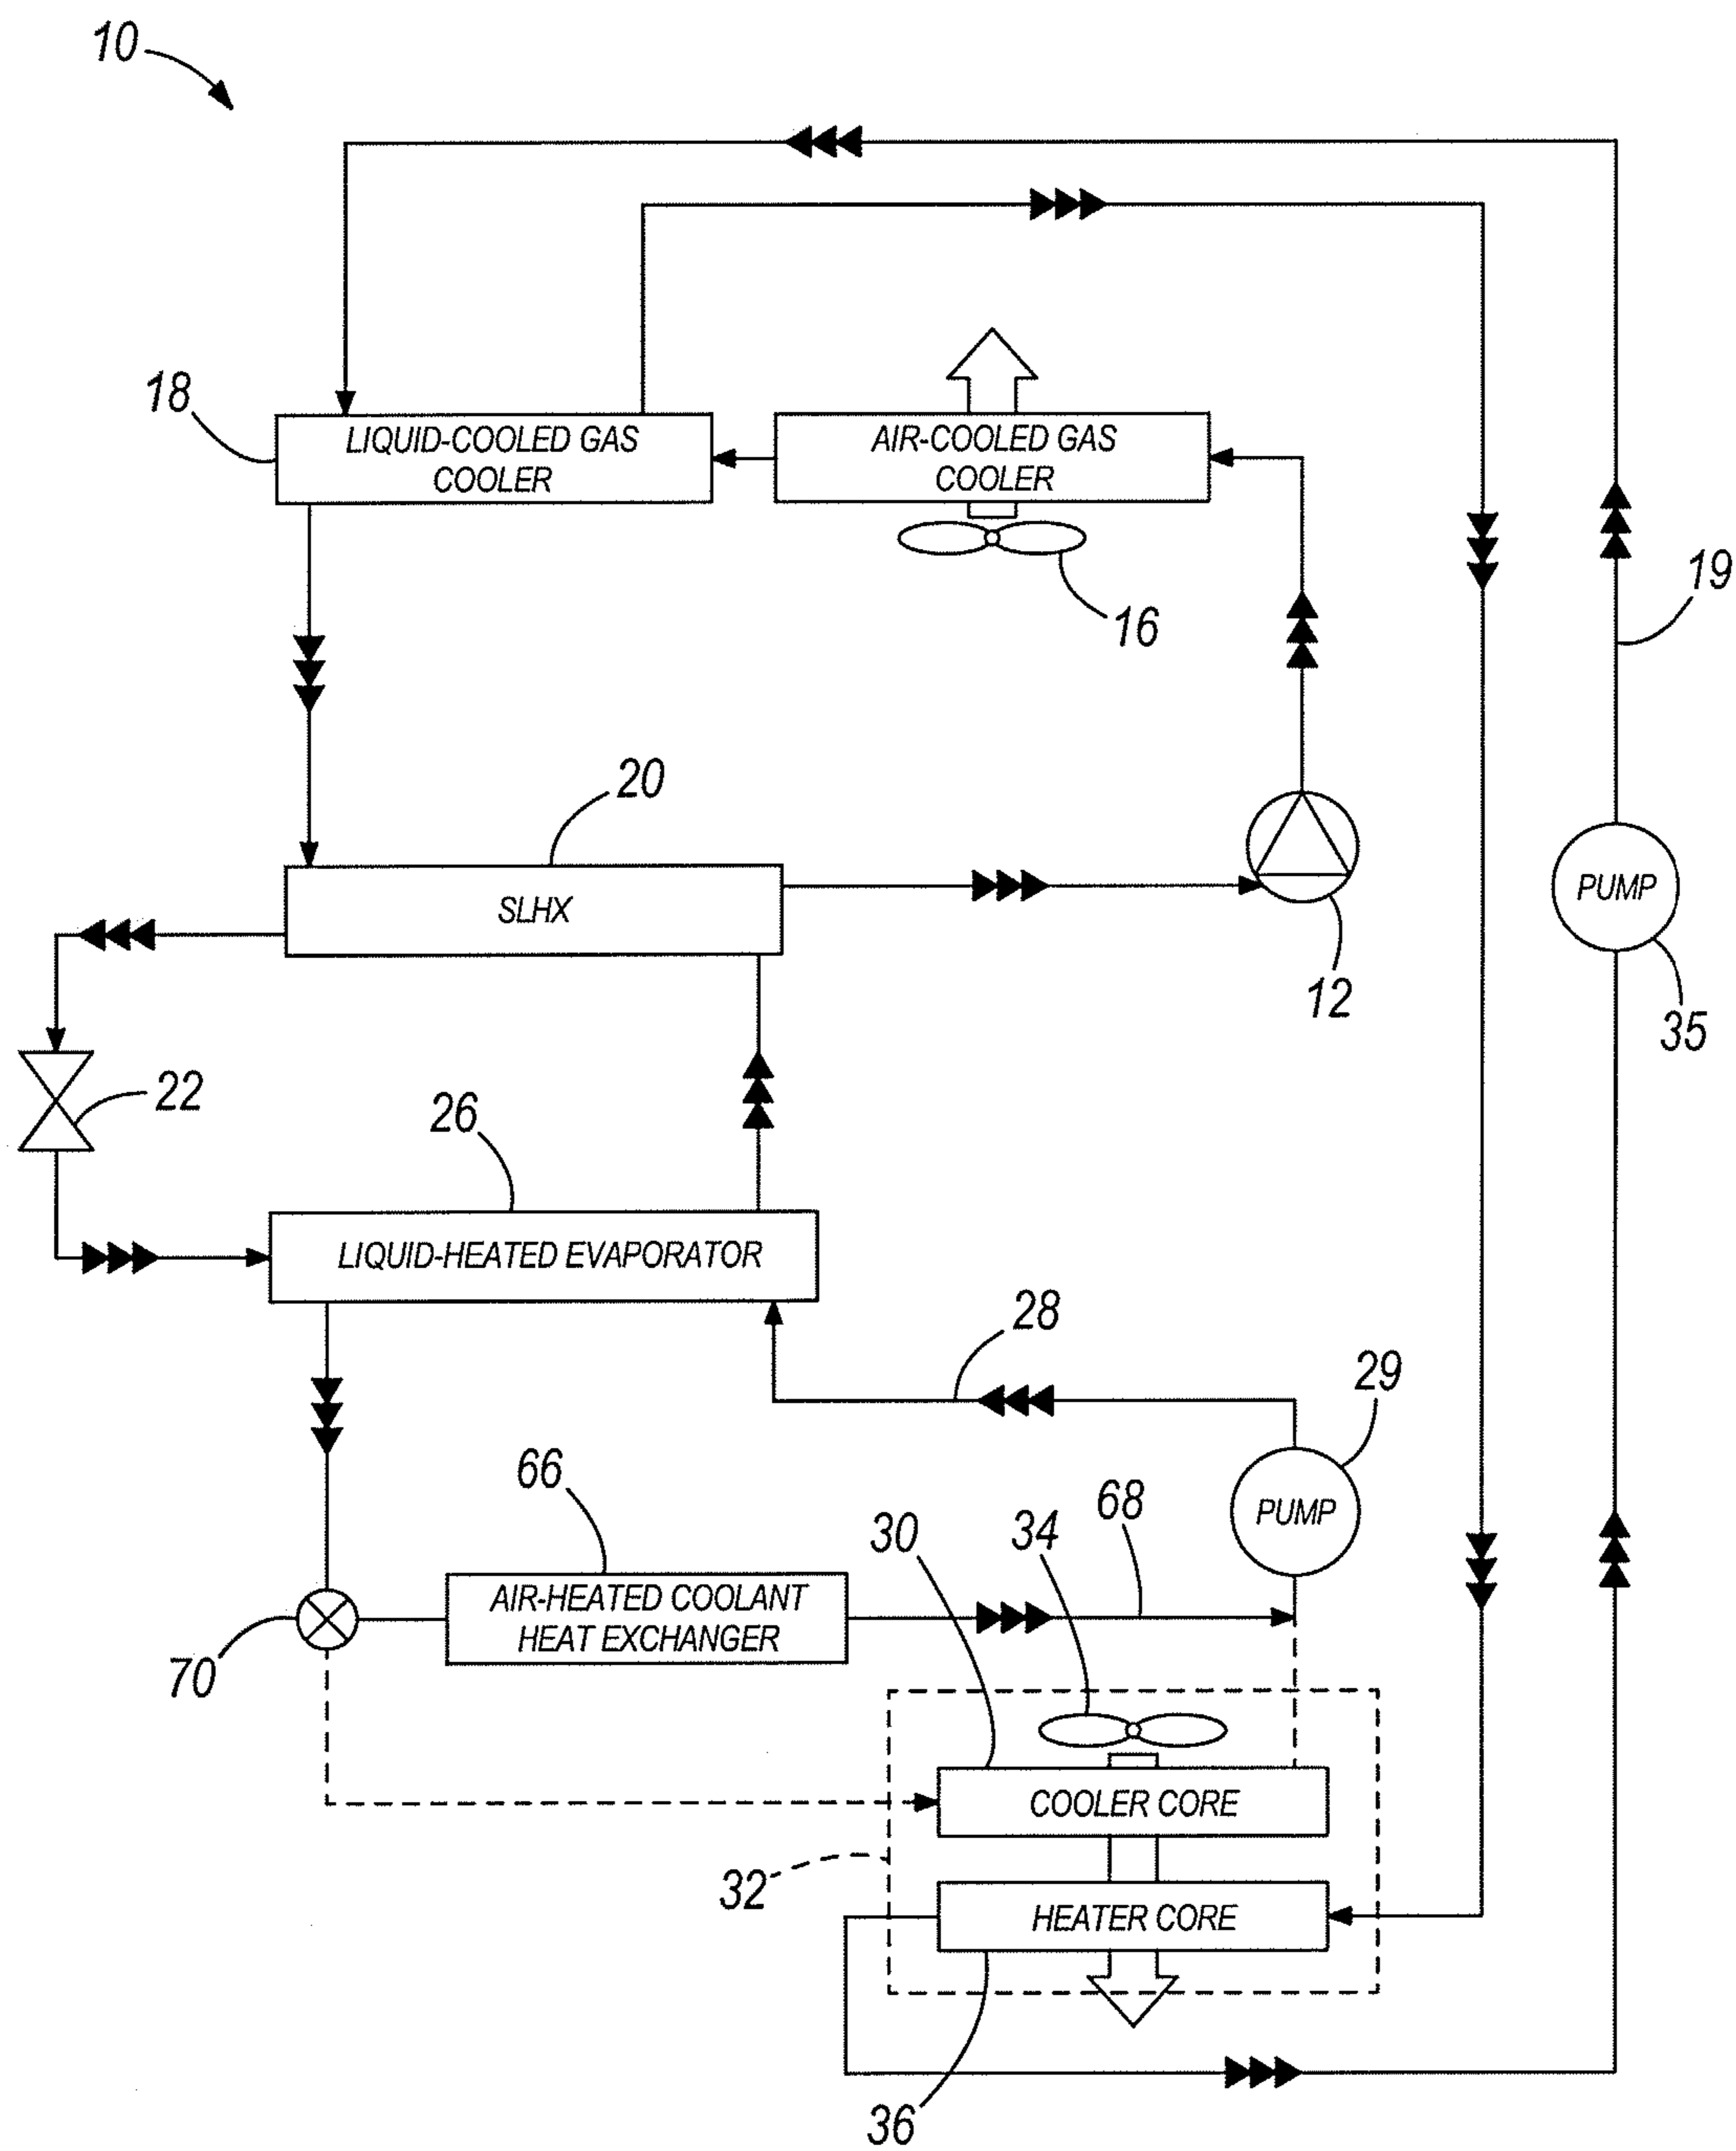 10
18
LIQUID-COOLED GAS
COOLER
AIR-COOLED GAS
COOLER
16
19
20
SLHX
12
PUMP
35
22
26
LIQUID-HEATED EVAPORATOR
28
29
PUMP
66
AIR-HEATED COOLANT
HEAT EXCHANGER
70
68
30
34
COOLER CORE
32
HEATER CORE
36